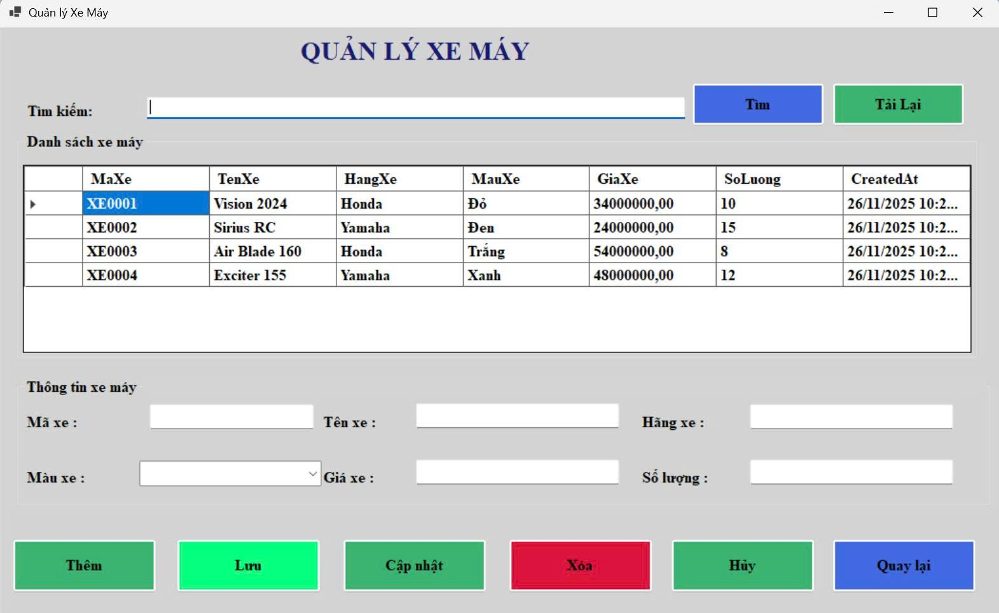 Quản lý Xe Máy
QUẢN LÝ XE MÁY
Tìm kiếm: Tìm Tải Lại
Danh sách xe máy
MaXe TenXe HangXe MauXe GiaXe SoLuong CreatedAt
XE0001 Vision 2024 Honda Đỏ 34000000,00 10 26/11/2025 10:2...
XE0002 Sirius RC Yamaha Đen 24000000,00 15 26/11/2025 10:2...
XE0003 Air Blade 160 Honda Trắng 54000000,00 8 26/11/2025 10:2...
XE0004 Exciter 155 Yamaha Xanh 48000000,00 12 26/11/2025 10:2...
Thông tin xe máy
Mã xe : Tên xe : Hãng xe :
Màu xe : Giá xe : Số lượng :
Thêm Lưu Cập nhật Xóa Hủy Quay lại